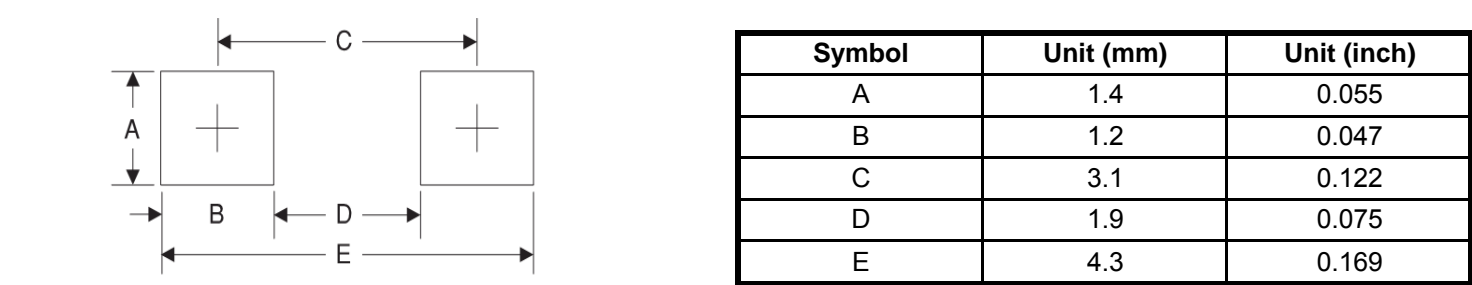 C
A
B
D
E
Symbol Unit (mm) Unit (inch)
A 1.4 0.055
B 1.2 0.047
C 3.1 0.122
D 1.9 0.075
E 4.3 0.169